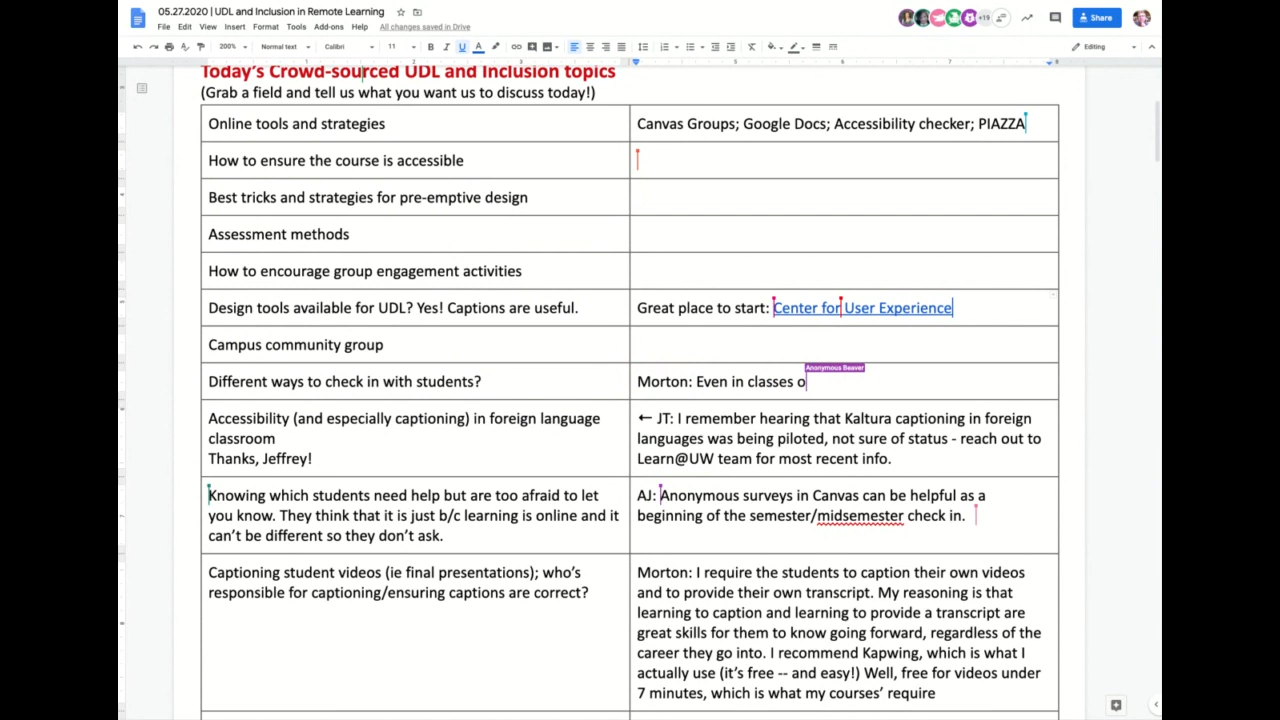 05.27.2020 | UDL and Inclusion in Remote Learning
File Edit View Insert Format Tools Add-ons Help All changes saved in Drive
+19
Share
200% Normal text Calibri 11 Editing
Today's Crowd-sourced UDL and Inclusion topics
(Grab a field and tell us what you want us to discuss today!)
Online tools and strategies
Canvas Groups; Google Docs; Accessibility checker; PIAZZA
How to ensure the course is accessible
Best tricks and strategies for pre-emptive design
Assessment methods
How to encourage group engagement activities
Design tools available for UDL? Yes! Captions are useful.
Great place to start: Center for User Experience
Campus community group
Different ways to check in with students?
Anonymous Beaver
Morton: Even in classes o
Accessibility (and especially captioning) in foreign language
classroom
Thanks, Jeffrey!
← JT: I remember hearing that Kaltura captioning in foreign
languages was being piloted, not sure of status - reach out to
Learn@UW team for most recent info.
Knowing which students need help but are too afraid to let
you know. They think that it is just b/c learning is online and it
can't be different so they don't ask.
AJ: Anonymous surveys in Canvas can be helpful as a
beginning of the semester/midsemester check in.
Captioning student videos (ie final presentations); who's
responsible for captioning/ensuring captions are correct?
Morton: I require the students to caption their own videos
and to provide their own transcript. My reasoning is that
learning to caption and learning to provide a transcript are
great skills for them to know going forward, regardless of the
career they go into. I recommend Kapwing, which is what I
actually use (it's free -- and easy!) Well, free for videos under
7 minutes, which is what my courses' require